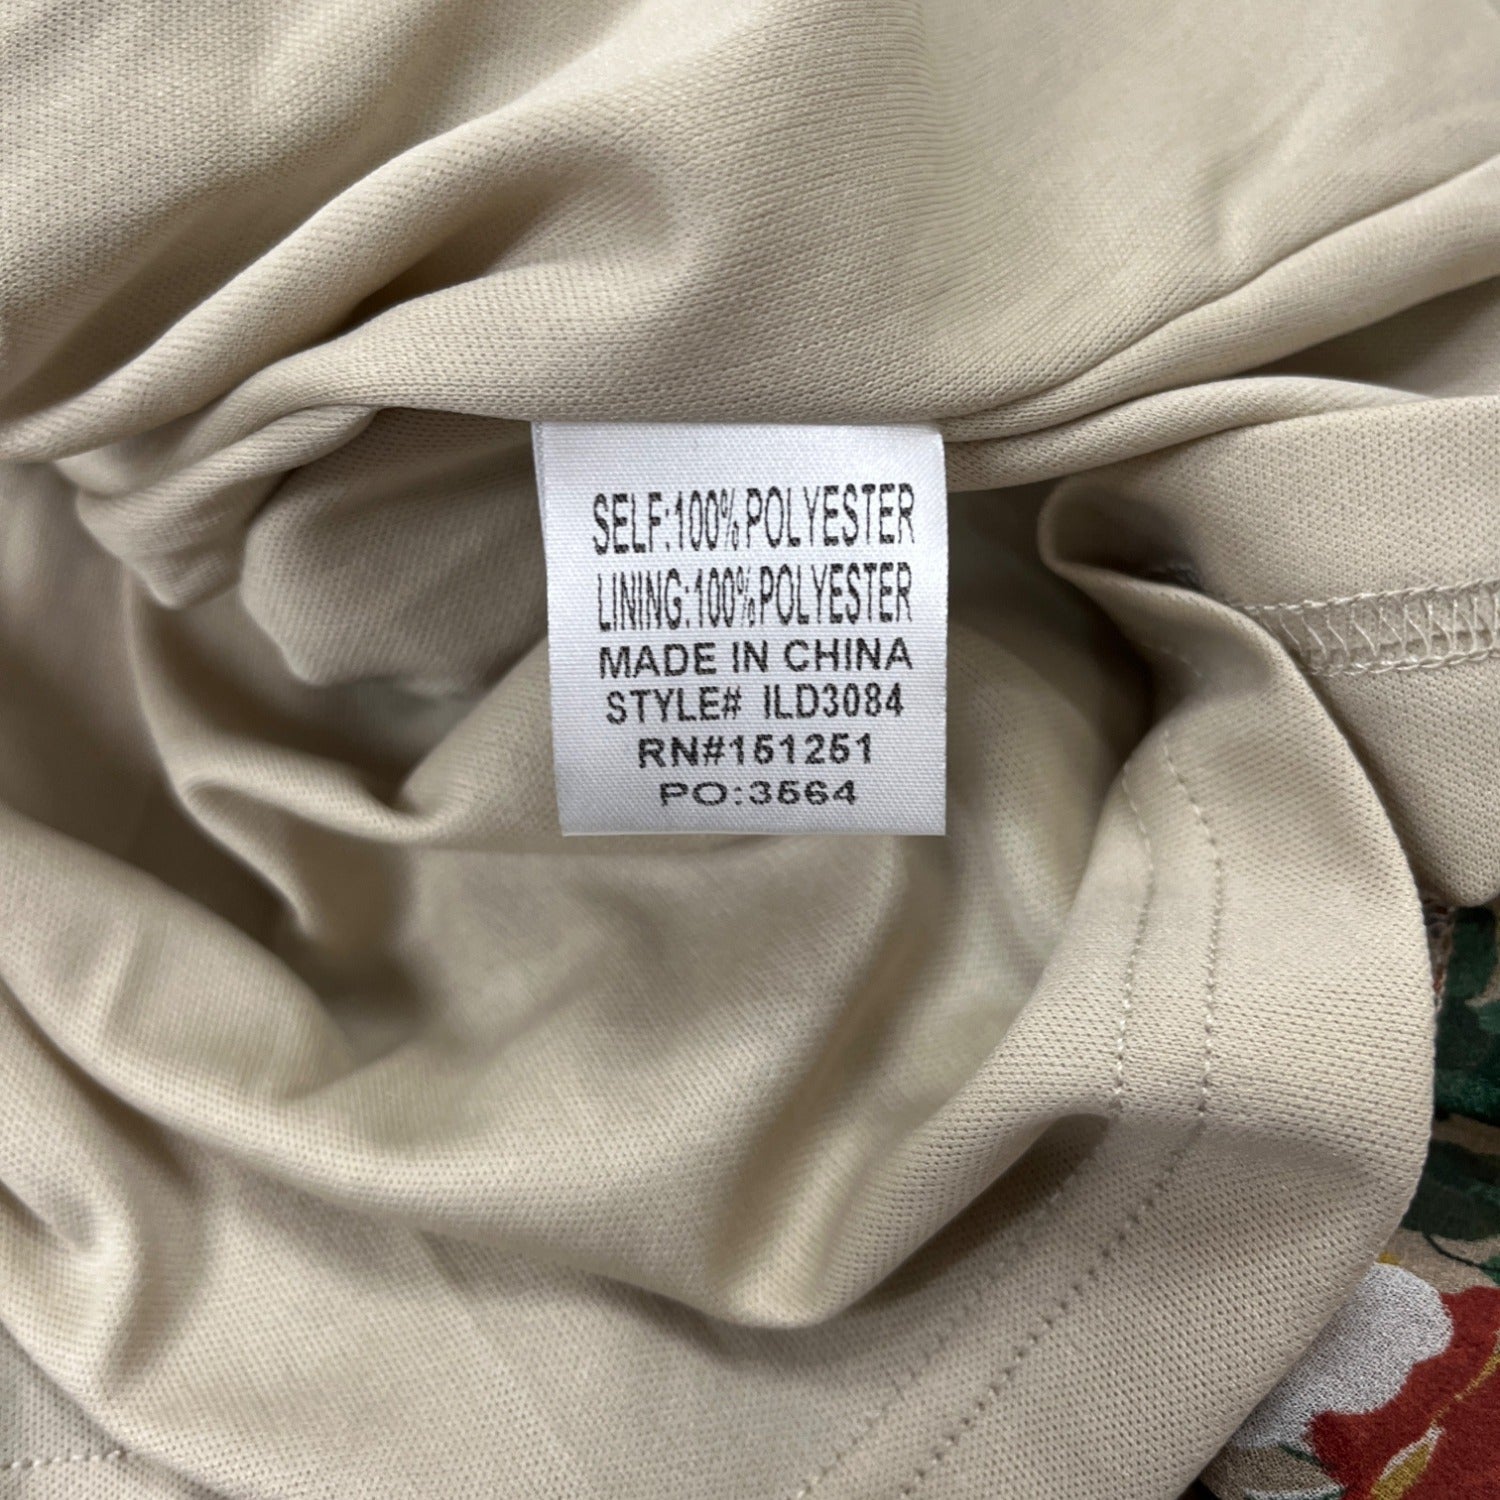 SELF:100% POLYESTER
LINING:100% POLYESTER
MADE IN CHINA
STYLE# ILD3084
RN#151251
PO:3564